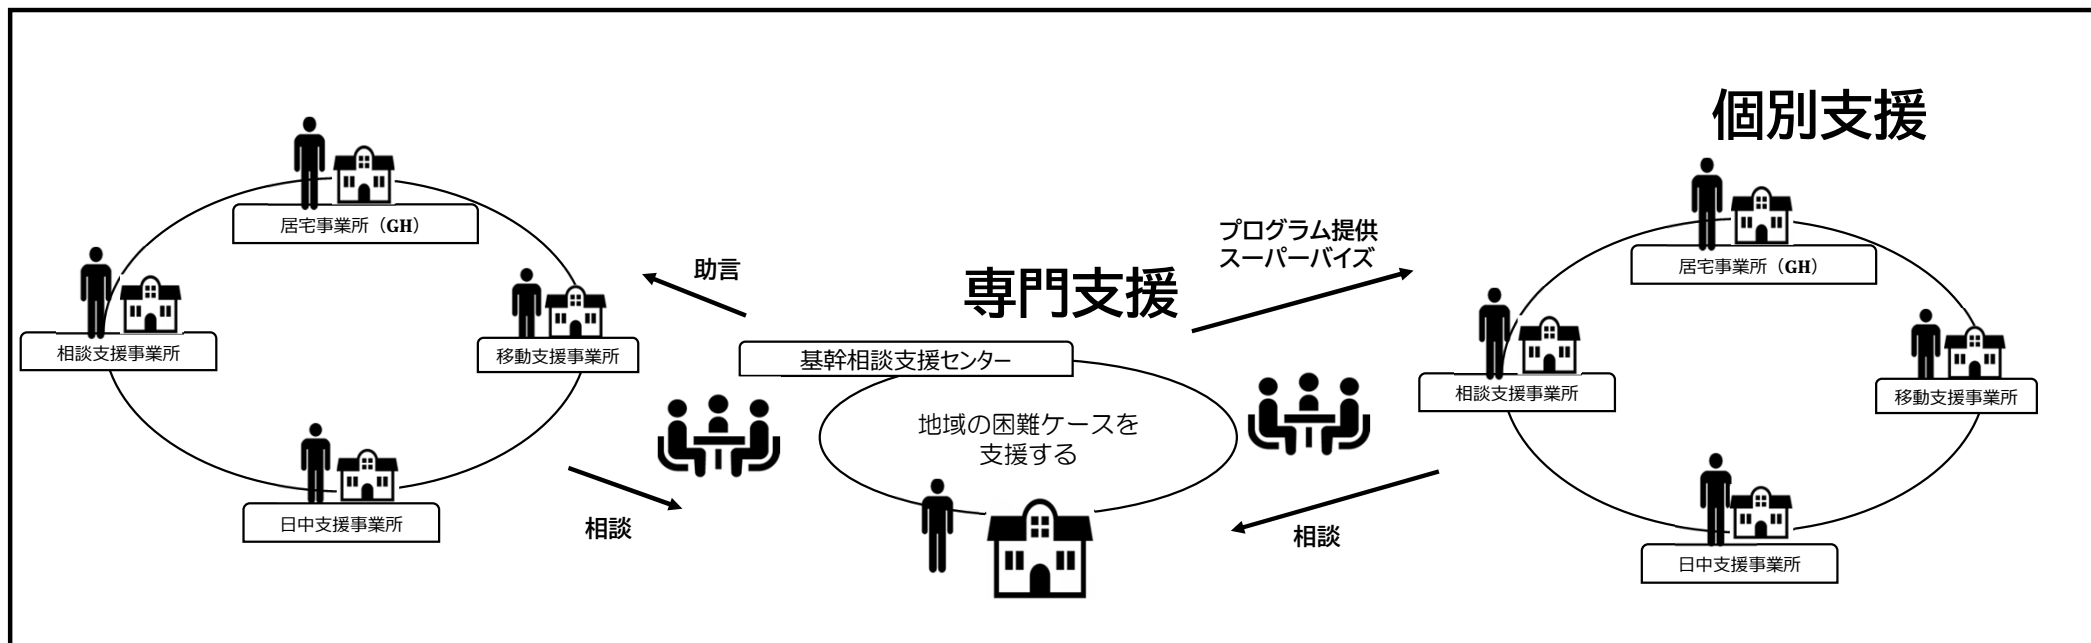 個別支援
居宅事業所（GH）
相談支援事業所
移動支援事業所
日中支援事業所
助言
相談
専門支援
基幹相談支援センター
地域の困難ケースを
支援する
プログラム提供
スーパーバイズ
相談
居宅事業所（GH）
相談支援事業所
移動支援事業所
日中支援事業所